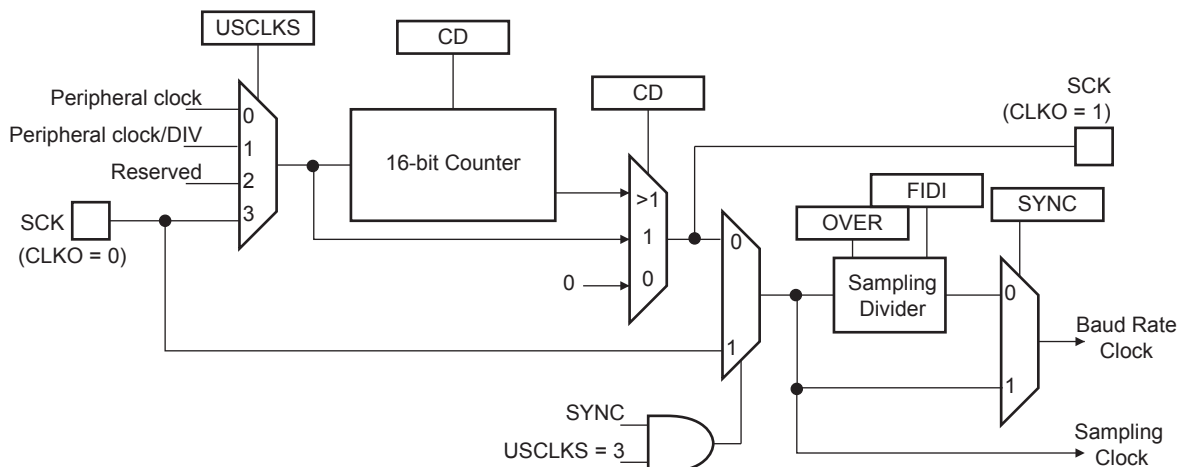 USCLKS
CD
CD
SCK
(CLKO = 1)
Peripheral clock
0
Peripheral clock/DIV
1
Reserved
2
3
16-bit Counter
SCK
(CLKO = 0)
>1
1
0
0
FIDI
OVER
SYNC
0
1
Sampling
Divider
0
1
Baud Rate
Clock
SYNC
USCLKS = 3
Sampling
Clock